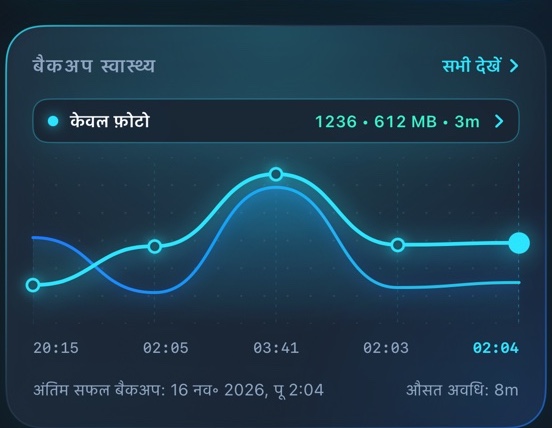 बैकअप स्वास्थ्य सभी देखें
केवल फ़ोटो 1236 • 612 MB • 3m
20:15 02:05 03:41 02:03 02:04
अंतिम सफल बैकअप: 16 नव॰ 2026, पू 2:04 औसत अवधि: 8m